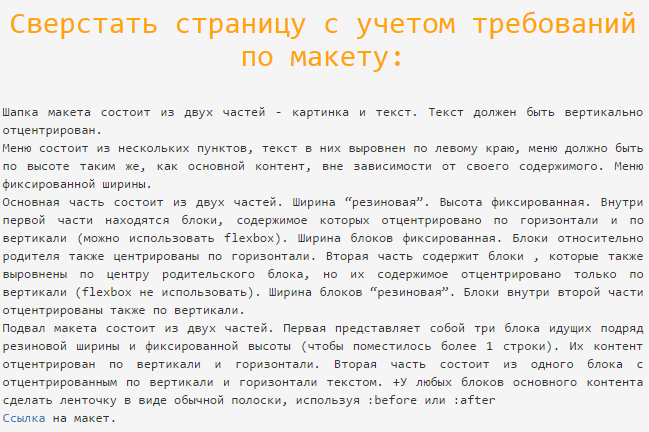 Сверстать страницу с учетом требований
по макету:
Шапка макета состоит из двух частей - картинка и текст. Текст должен быть вертикально
отцентрирован.
Меню состоит из нескольких пунктов, текст в них выровнен по левому краю, меню должно быть
по высоте таким же, как основной контент, вне зависимости от своего содержимого. Меню
фиксированной ширины.
Основная часть состоит из двух частей. Ширина “резиновая”. Высота фиксированная. Внутри
первой части находятся блоки, содержимое которых отцентрировано по горизонтали и по
вертикали (можно использовать flexbox). Ширина блоков фиксированная. Блоки относительно
родителя также центрированы по горизонтали. Вторая часть содержит блоки , которые также
выровнены по центру родительского блока, но их содержимое отцентрировано только по
вертикали (flexbox не использовать). Ширина блоков “резиновая”. Блоки внутри второй части
отцентрированы также по вертикали.
Подвал макета состоит из двух частей. Первая представляет собой три блока идущих подряд
резиновой ширины и фиксированной высоты (чтобы поместилось более 1 строки). Их контент
отцентрирован по вертикали и горизонтали. Вторая часть состоит из одного блока с
отцентрированным по вертикали и горизонтали текстом. +У любых блоков основного контента
сделать ленточку в виде обычной полоски, используя :before или :after
Ссылка на макет.